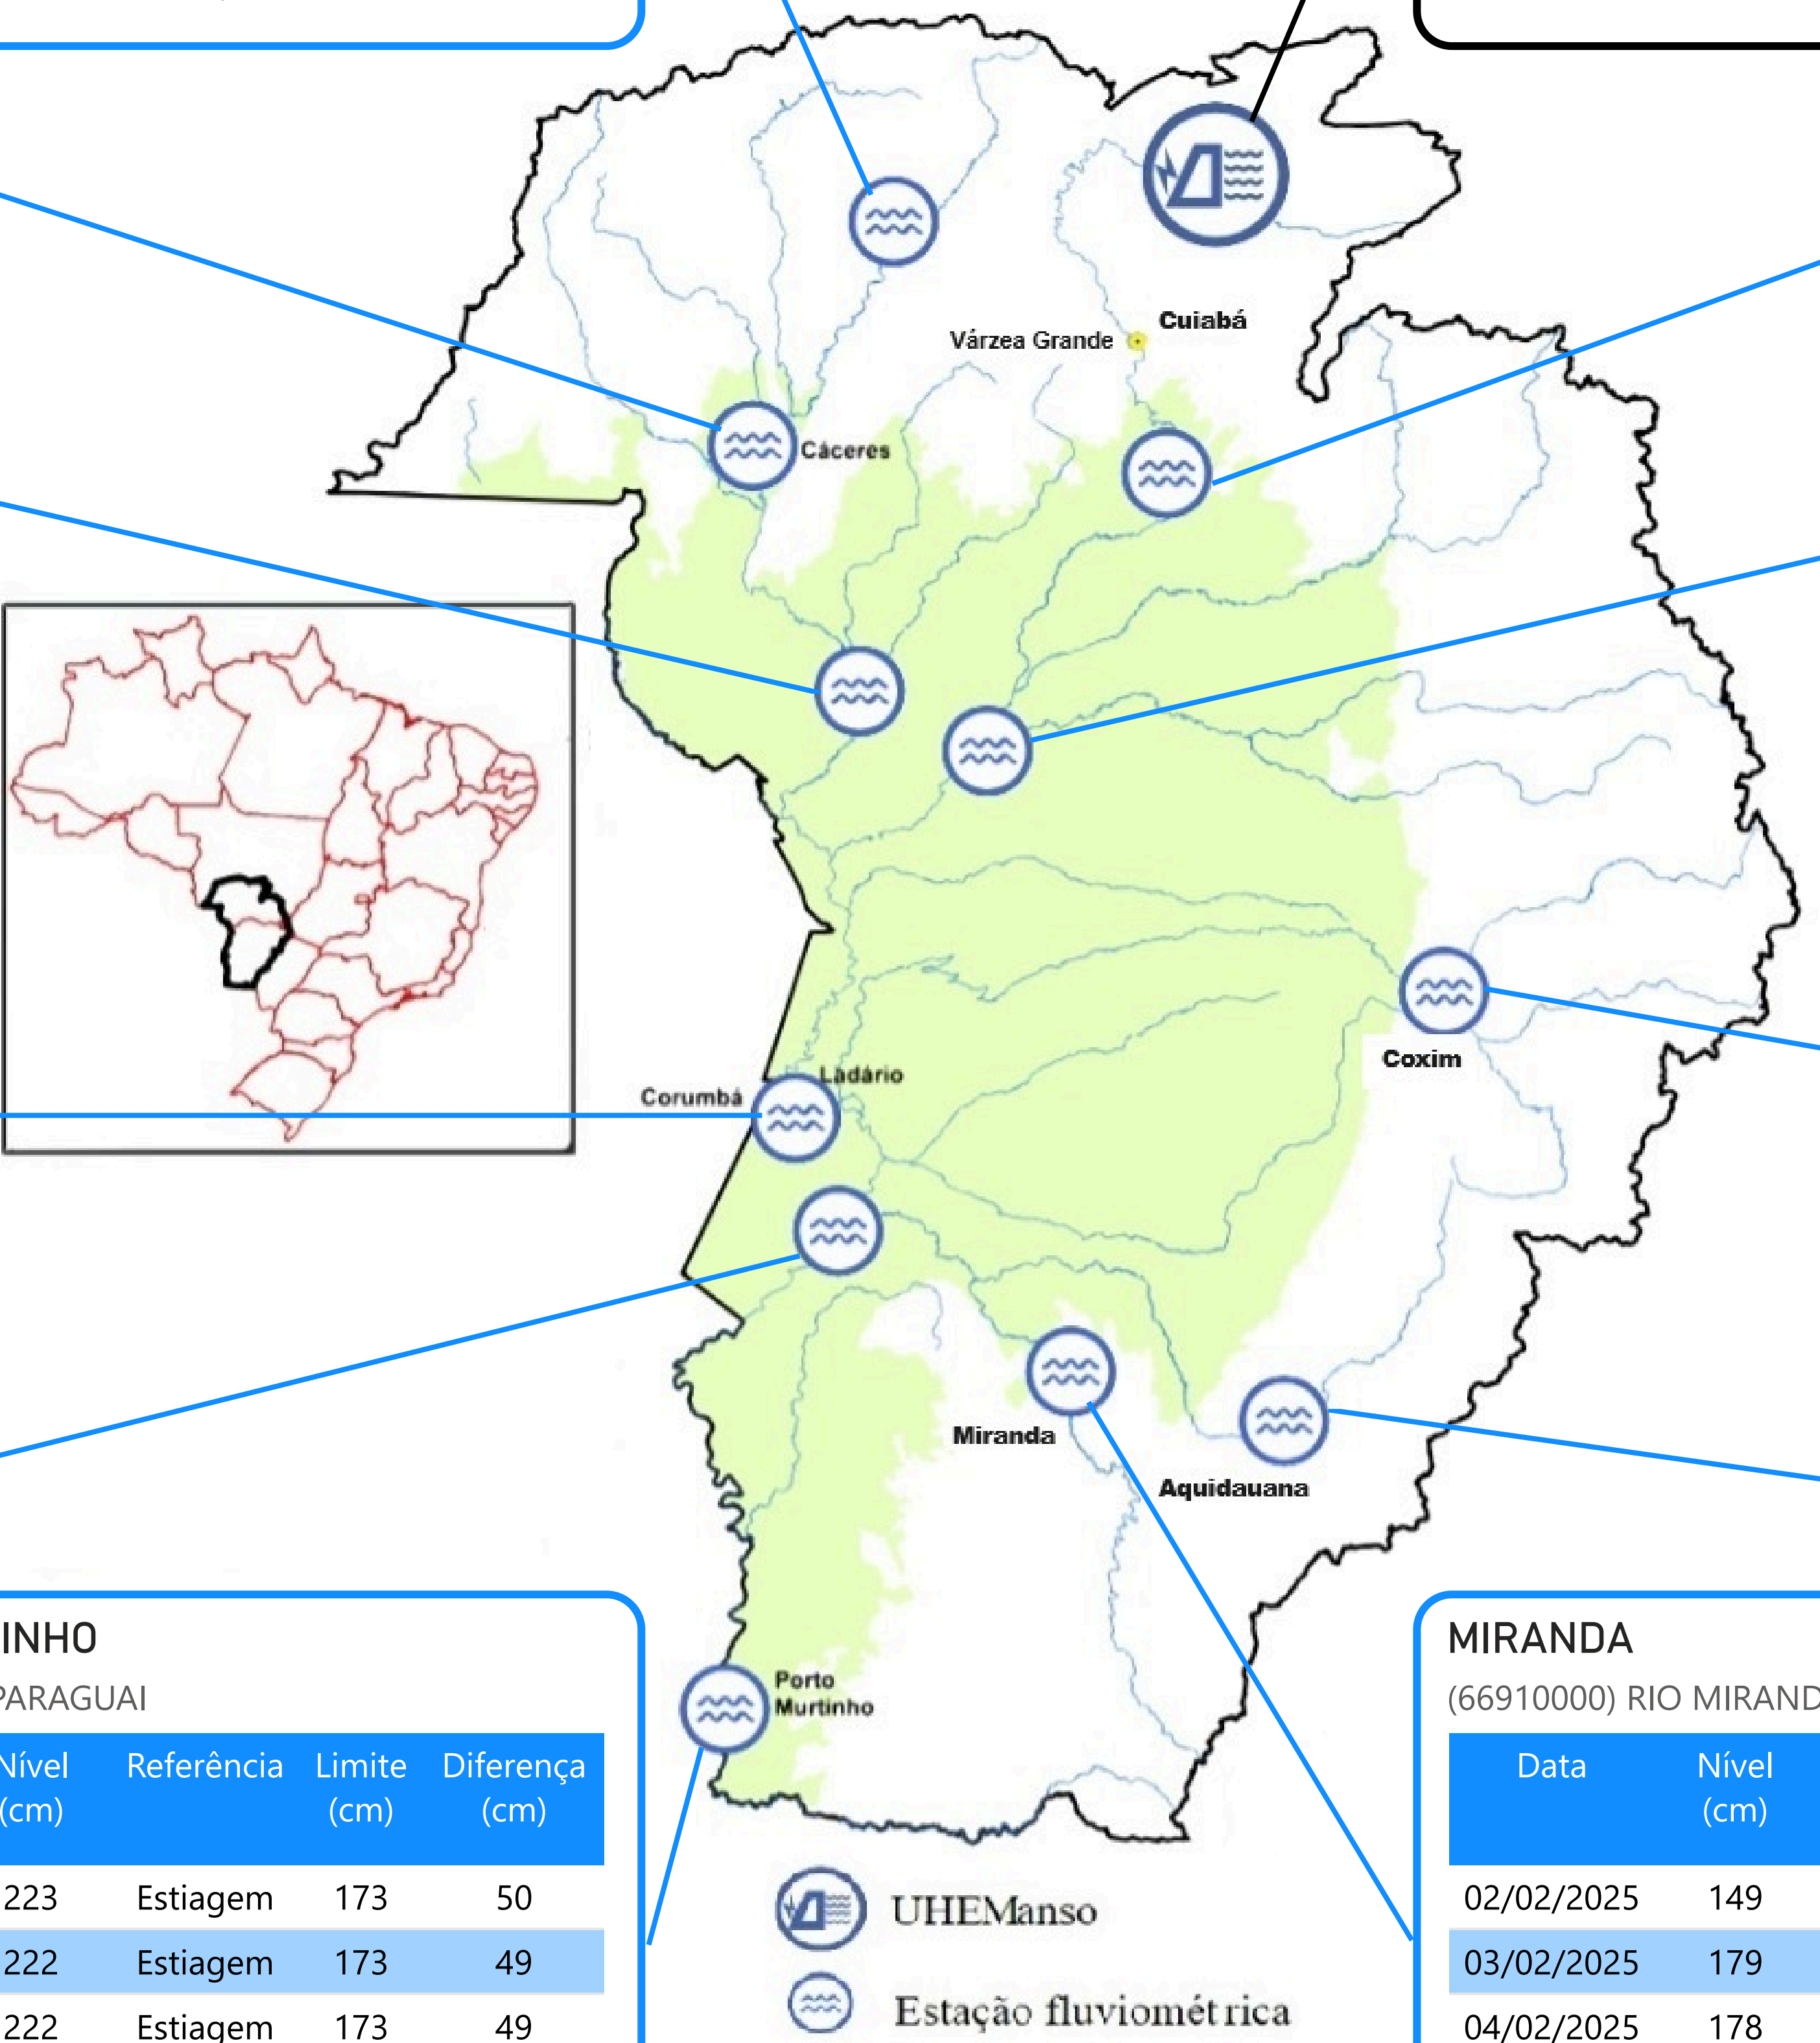 Cuiabá
Várzea Grande
Cáceres
Coxim
Ladário
Corumbá
Miranda
Aquidauana
Porto
Murtinho
INHO
PARAGUAI
Nível (cm) Referência Limite (cm) Diferença (cm)
223 Estiagem 173 50
222 Estiagem 173 49
222 Estiagem 173 49
UHEManso
Estação fluviométrica
MIRANDA
(66910000) RIO MIRAND
Data Nível (cm)
02/02/2025 149
03/02/2025 179
04/02/2025 178